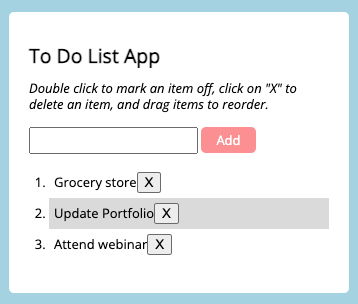 To Do List App
Double click to mark an item off, click on "X" to
delete an item, and drag items to reorder.
Add
1. Grocery store X
2. Update Portfolio X
3. Attend webinar X